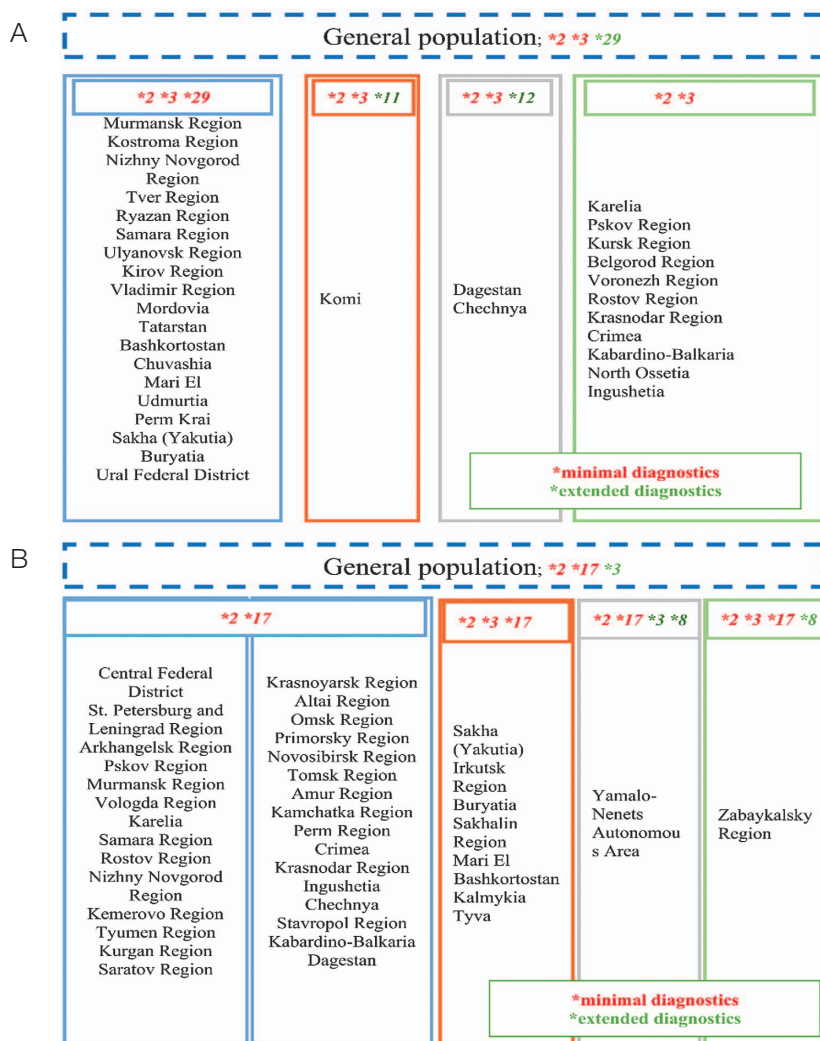 A
General population; *2 *3 *29
*2 *3 *29
Murmansk Region
Kostroma Region
Nizhny Novgorod
Region
Tver Region
Ryazan Region
Samara Region
Ulyanovsk Region
Kirov Region
Vladimir Region
Mordovia
Tatarstan
Bashkortostan
Chuvashia
Mari El
Udmurtia
Perm Krai
Sakha (Yakutia)
Buryatia
Ural Federal District
*2 *3 *11
Komi
*2 *3 *12
Dagestan
Chechnya
*2 *3
Karelia
Pskov Region
Kursk Region
Belgorod Region
Voronezh Region
Rostov Region
Krasnodar Region
Crimea
Kabardino-Balkaria
North Ossetia
Ingushetia
*minimal diagnostics
*extended diagnostics
B
General population; *2 *17 *3
*2 *17
Central Federal
District
St. Petersburg and
Leningrad Region
Arkhangelsk Region
Pskov Region
Murmansk Region
Vologda Region
Karelia
Samara Region
Rostov Region
Nizhny Novgorod
Region
Kemerovo Region
Tyumen Region
Kurgan Region
Saratov Region
Krasnoyarsk Region
Altai Region
Omsk Region
Primorsky Region
Novosibirsk Region
Tomsk Region
Amur Region
Kamchatka Region
Perm Region
Crimea
Krasnodar Region
Ingushetia
Chechnya
Stavropol Region
Kabardino-Balkaria
Dagestan
*2 *3 *17
Sakha
(Yakutia)
Irkutsk
Region
Buryatia
Sakhalin
Region
Mari El
Bashkortostan
Kalmykia
Tyva
*2 *17 *3 *8
Yamalo-
Nenets
Autonomou
s Area
*2 *3 *17 *8
Zabaykalsky
Region
*minimal diagnostics
*extended diagnostics